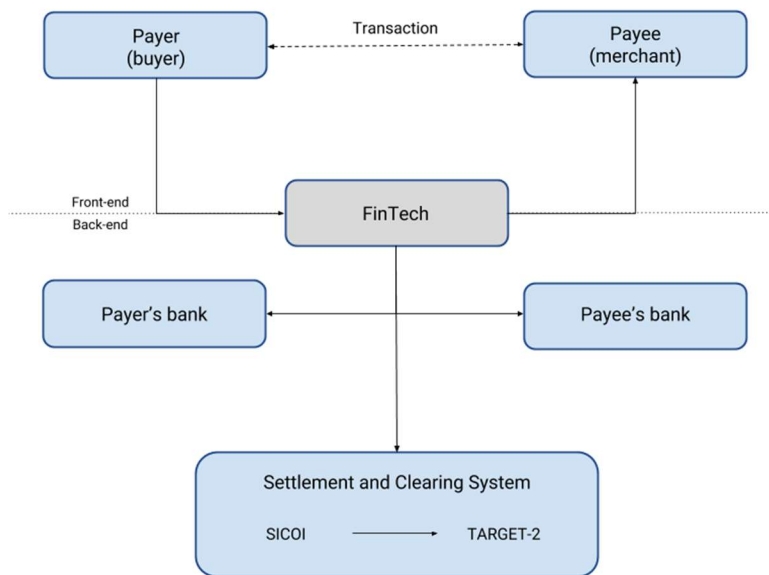 Payer
(buyer)
Transaction
Payee
(merchant)
Front-end
Back-end
FinTech
Payer’s bank
Payee’s bank
Settlement and Clearing System
SICOI
TARGET-2